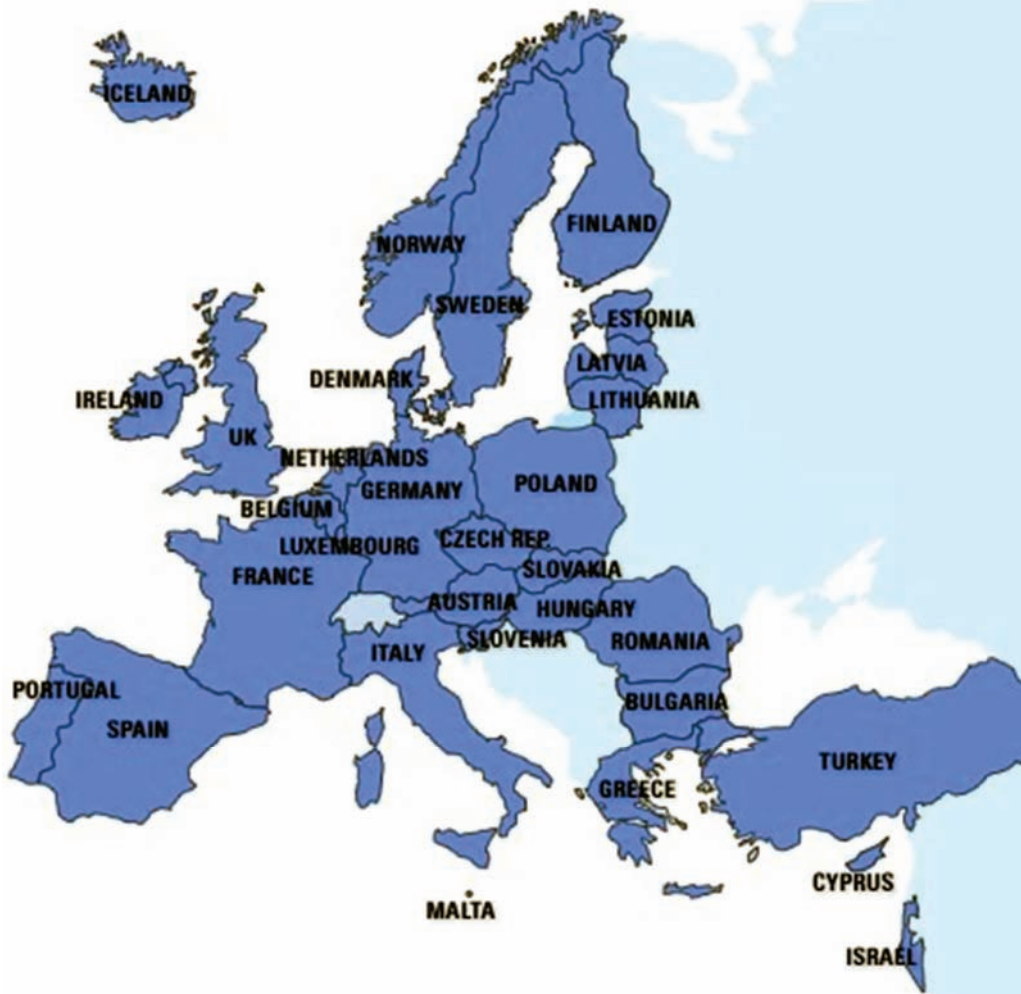 ICELAND
FINLAND
NORWAY
SWEDEN
ESTONIA
LATVIA
DENMARK
LITHUANIA
IRELAND
UK
NETHERLANDS
GERMANY
POLAND
BELGIUM
CZECH REP.
LUXEMBOURG
SLOVAKIA
FRANCE
AUSTRIA
HUNGARY
SLOVENIA
ROMANIA
ITALY
PORTUGAL
BULGARIA
SPAIN
TURKEY
GREECE
CYPRUS
MALTA
ISRAEL